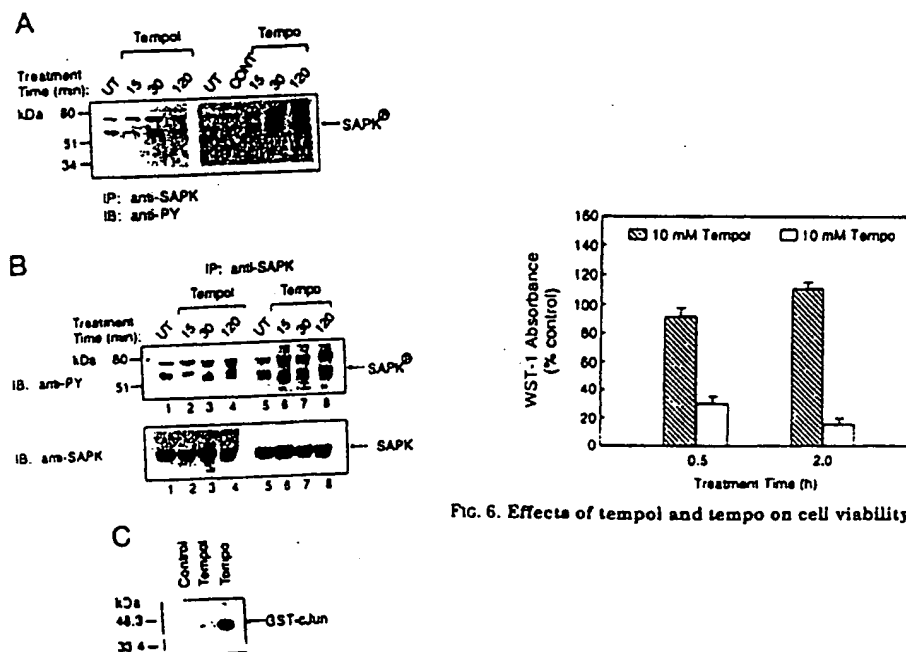 A
Tempol Tempo
Treatment Time (min): UT 15 30 120 UT CONT 15 30 120
kDa 80
SAPK℗
51
34
IP: anti-SAPK
IB: anti-PY
B
IP: anti-SAPK
Tempol Tempo
Treatment Time (min): UT 15 30 120 UT 15 30 120
kDa 80
SAPK℗
IB. anti-PY
51
1 2 3 4 5 6 7 8
IB. anti-SAPK
SAPK
1 2 3 4 5 6 7 8
C
Control Tempol Tempo
kDa
48.3
GST-cJun
33.4
160
140
120
100
80
60
40
20
0
WST-1 Absorbance
(% control)
10 mM Tempol 10 mM Tempo
0.5 2.0
Treatment Time (h)
FIG. 6. Effects of tempol and tempo on cell viability